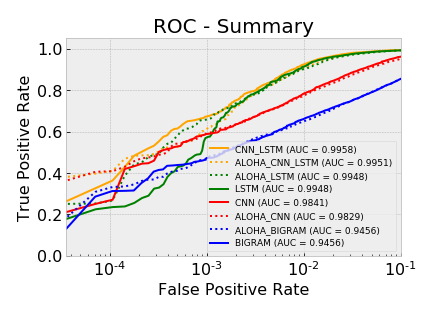 ROC - Summary
True Positive Rate
1.0
0.8
0.6
0.4
0.2
0.0
CNN_LSTM (AUC = 0.9958)
ALOHA_CNN_LSTM (AUC = 0.9951)
ALOHA_LSTM (AUC = 0.9948)
LSTM (AUC = 0.9948)
CNN (AUC = 0.9841)
ALOHA_CNN (AUC = 0.9829)
ALOHA_BIGRAM (AUC = 0.9456)
BIGRAM (AUC = 0.9456)
10⁻⁴ 10⁻³ 10⁻² 10⁻¹
False Positive Rate